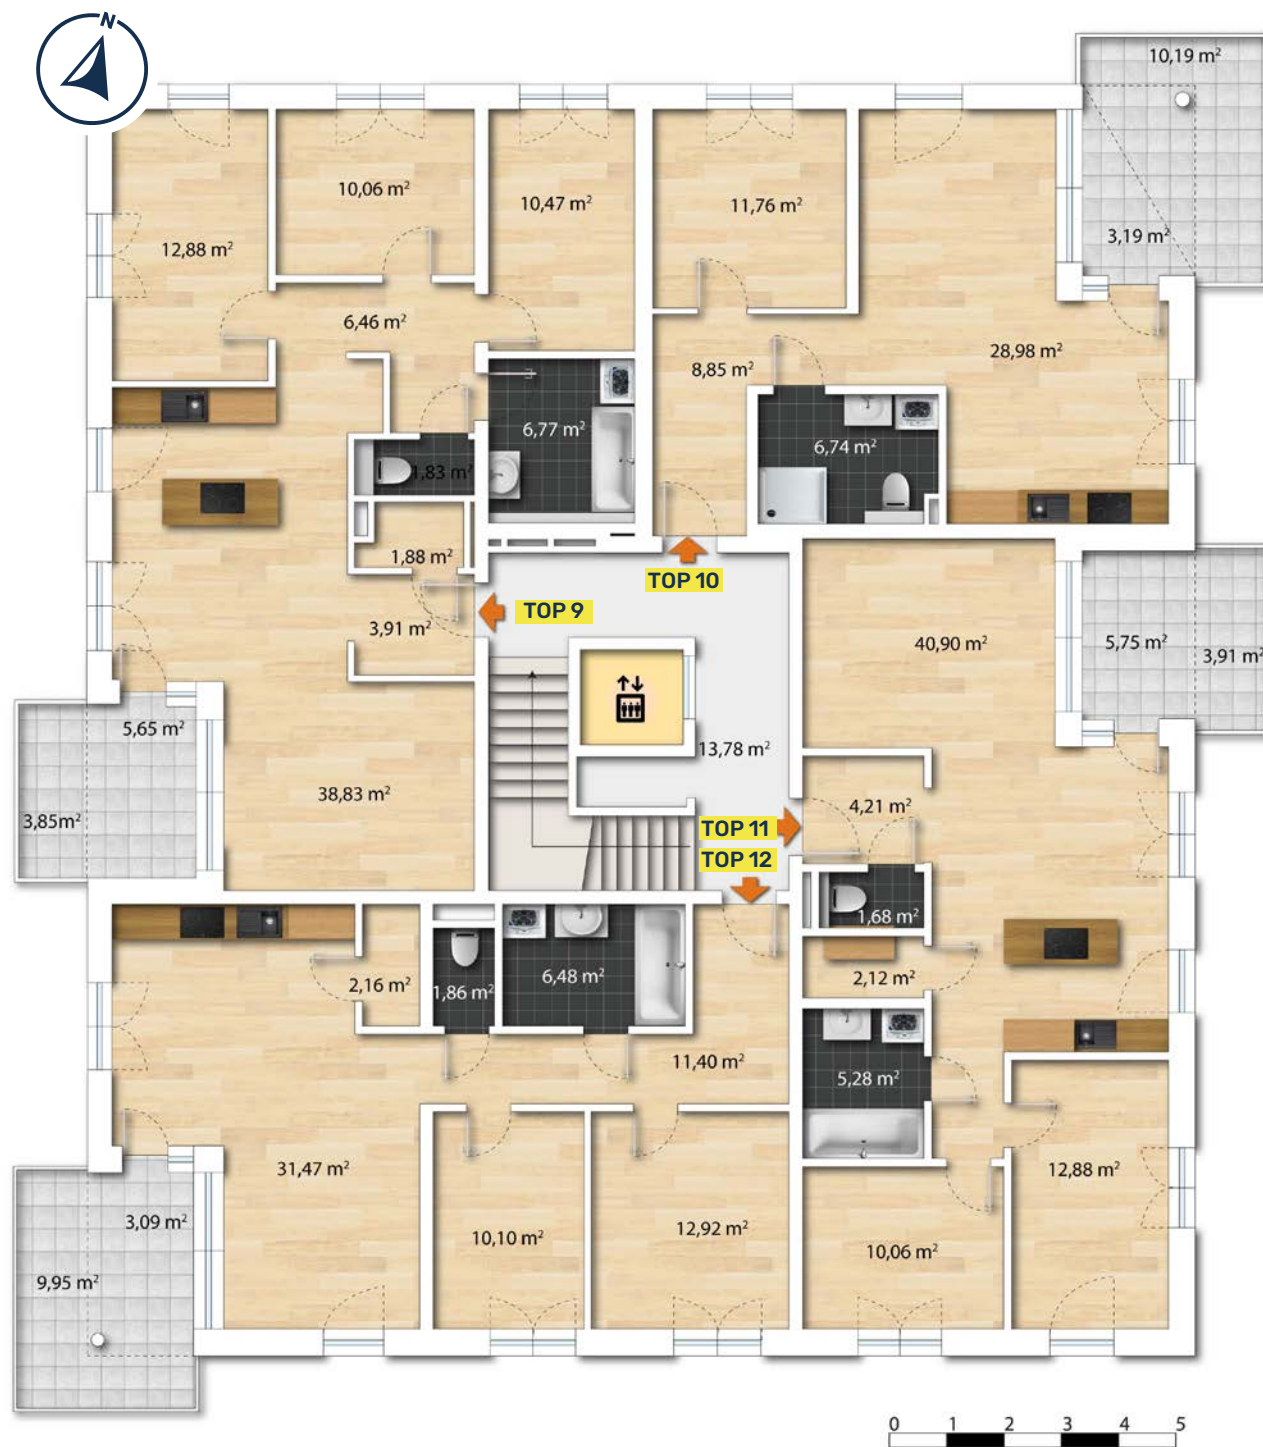 N
10,19 m²
10,06 m²
10,47 m²
11,76 m²
12,88 m²
3,19 m²
6,46 m²
28,98 m²
8,85 m²
6,77 m²
6,74 m²
1,83 m²
1,88 m²
TOP 10
TOP 9
3,91 m²
40,90 m²
5,75 m²
3,91 m²
5,65 m²
13,78 m²
38,83 m²
4,21 m²
3,85m²
TOP 11
TOP 12
1,68 m²
6,48 m²
2,12 m²
2,16 m²
1,86 m²
11,40 m²
5,28 m²
31,47 m²
12,88 m²
3,09 m²
12,92 m²
10,10 m²
10,06 m²
9,95 m²
0 1 2 3 4 5